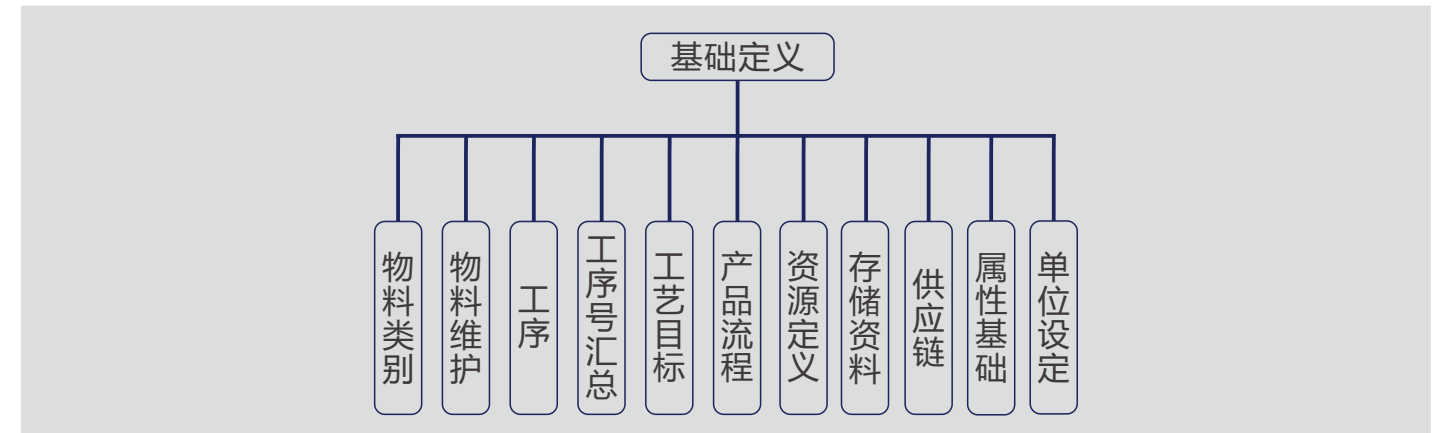 基础定义
物料类别
物料维护
工序
工序号汇总
工艺目标
产品流程
资源定义
存储资料
供应链
属性基础
单位设定